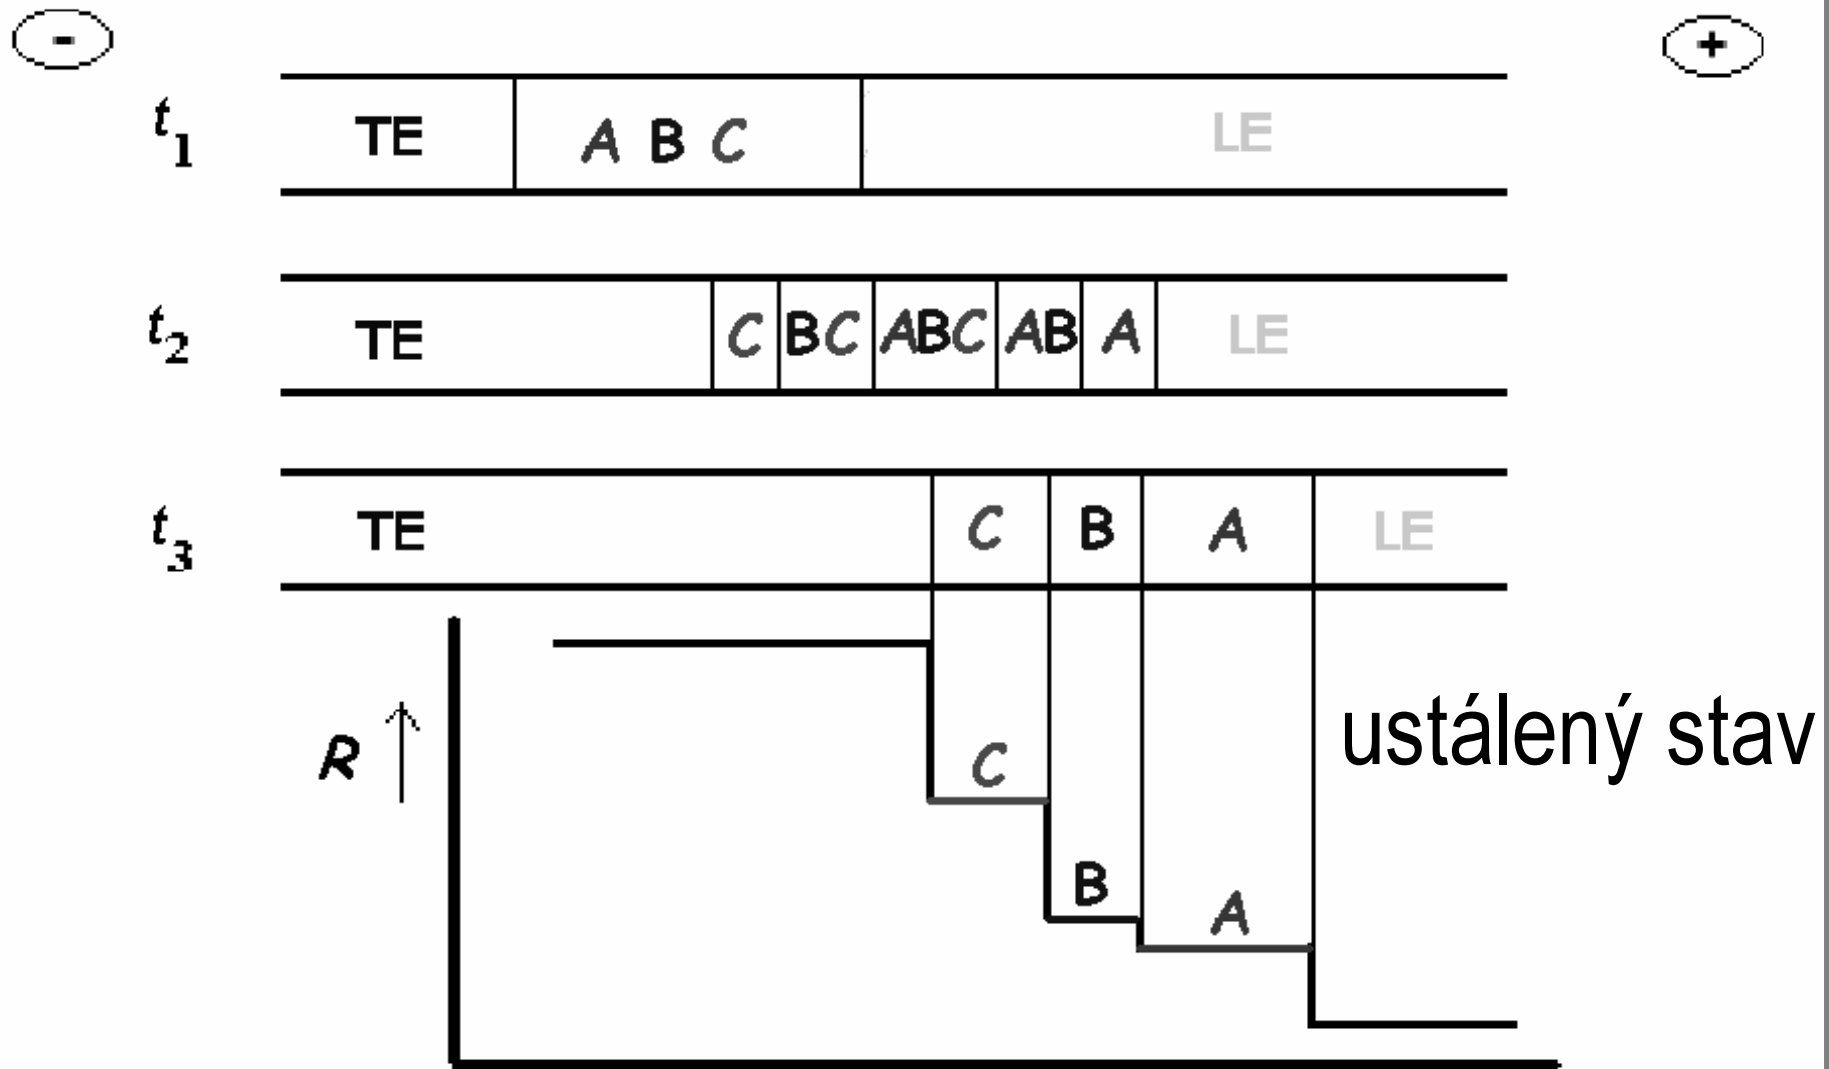 - +
t1 TE A B C LE
t2 TE C BC ABC AB A LE
t3 TE C B A LE
R
C
B
A
ustálený stav